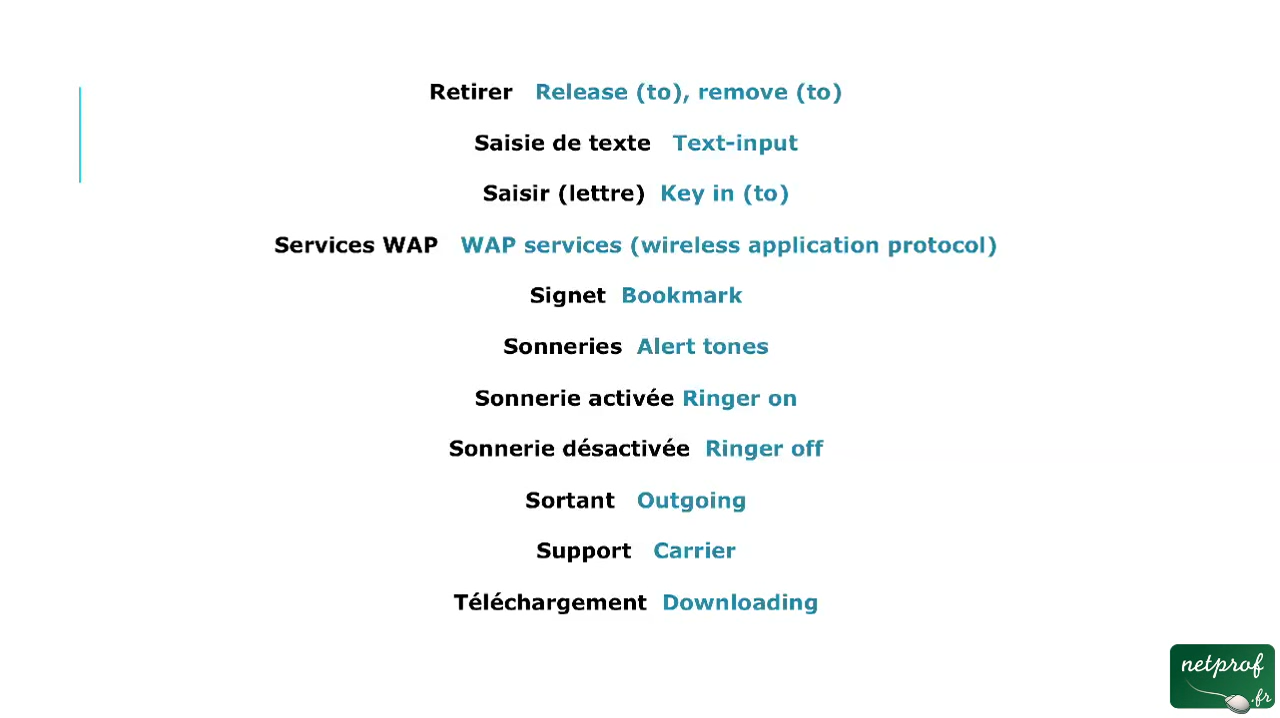 Retirer Release (to), remove (to)
Saisie de texte Text-input
Saisir (lettre) Key in (to)
Services WAP WAP services (wireless application protocol)
Signet Bookmark
Sonneries Alert tones
Sonnerie activée Ringer on
Sonnerie désactivée Ringer off
Sortant Outgoing
Support Carrier
Téléchargement Downloading
netprof
.fr